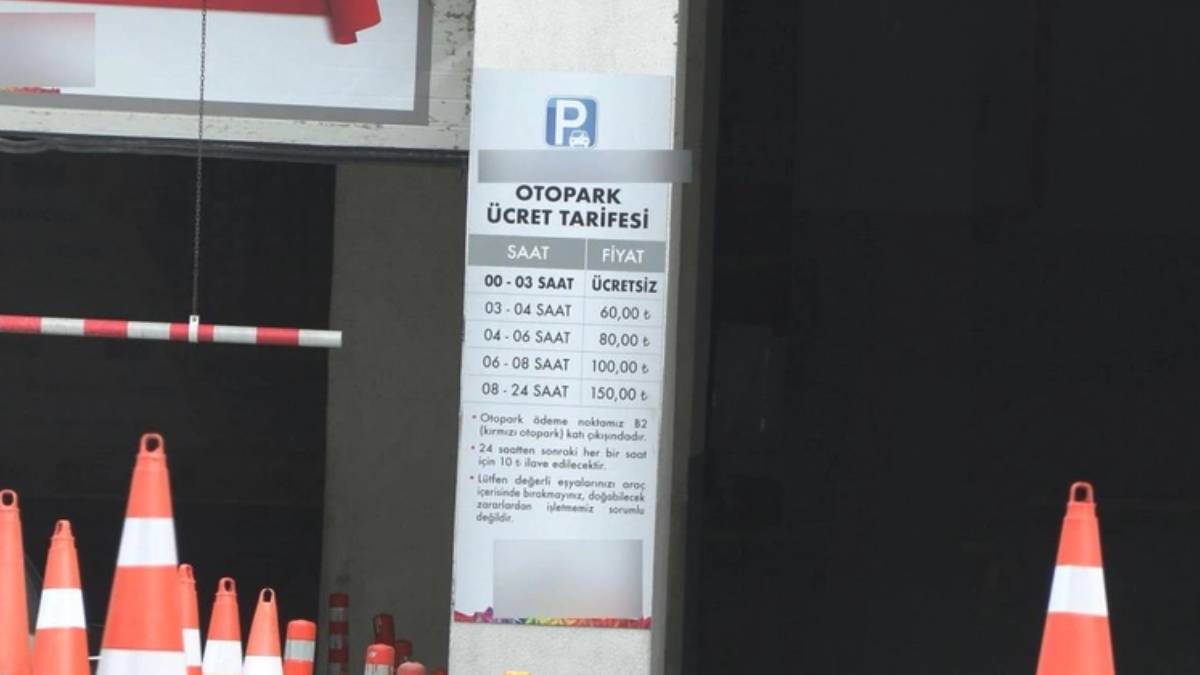 P
OTOPARK
ÜCRET TARİFESİ
SAAT FİYAT
00 - 03 SAAT ÜCRETSİZ
03 - 04 SAAT 60,00 ₺
04 - 06 SAAT 80,00 ₺
06 - 08 SAAT 100,00 ₺
08 - 24 SAAT 150,00 ₺
• Otopark ödeme noktamız B2
(kırmızı otopark) katı çıkışındadır.
• 24 saatten sonraki her bir saat
için 10 ₺ ilave edilecektir.
• Lütfen değerli eşyalarınızı araç
içerisinde bırakmayınız, doğabilecek
zararlardan işletmemiz sorumlu
değildir.